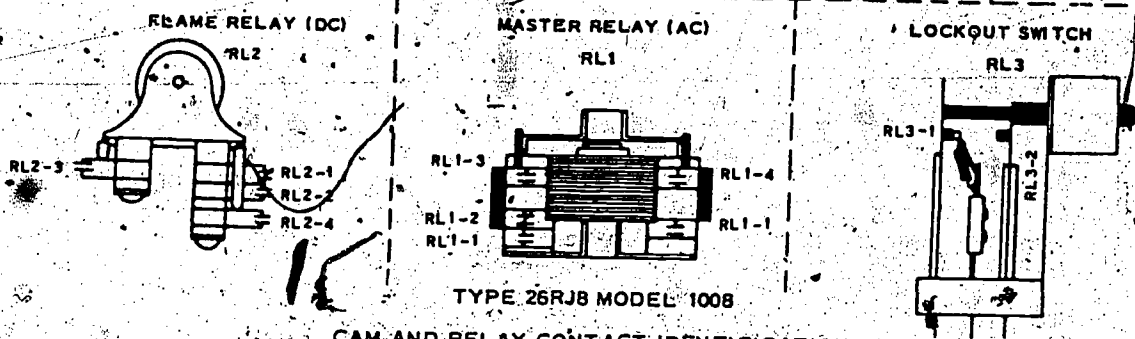 FLAME RELAY (DC)
RL2
RL2-3
RL2-1
RL2-2
RL2-4
MASTER RELAY (AC)
RL1
RL1-3
RL1-4
RL1-2
RL1-1
RL1-1
TYPE 26RJ8 MODEL 1008
LOCKOUT SWITCH
RL3
RL3-1
RL3-2
CAM AND RELAY CONTACT